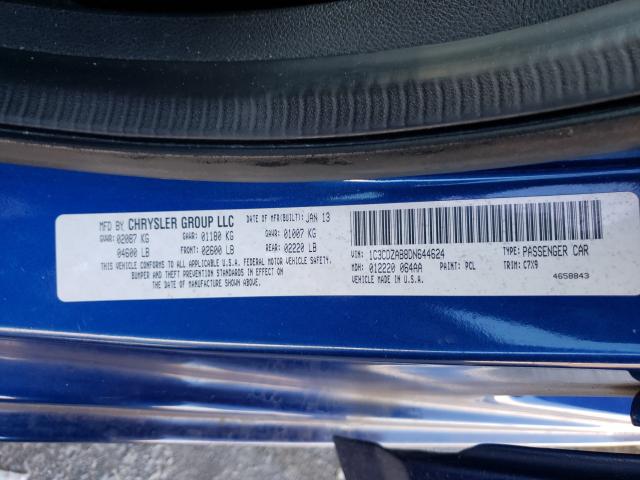 MFD BY CHRYSLER GROUP LLC DATE OF MFR(BUILT): JAN 13
GVWR: 02087 KG GAWR: 01180 KG GAWR: 01007 KG
04600 LB FRONT: 02600 LB REAR: 02220 LB
THIS VEHICLE CONFORMS TO ALL APPLICABLE U.S.A. FEDERAL MOTOR VEHICLE SAFETY,
BUMPER AND THEFT PREVENTION STANDARDS IN EFFECT ON
THE DATE OF MANUFACTURE SHOWN ABOVE.
VIN: 1C3CDZAB8DN644624 TYPE: PASSENGER CAR
MDH: 012220 064AA PAINT: PCL TRIM: C7X9
VEHICLE MADE IN U.S.A. 4658843